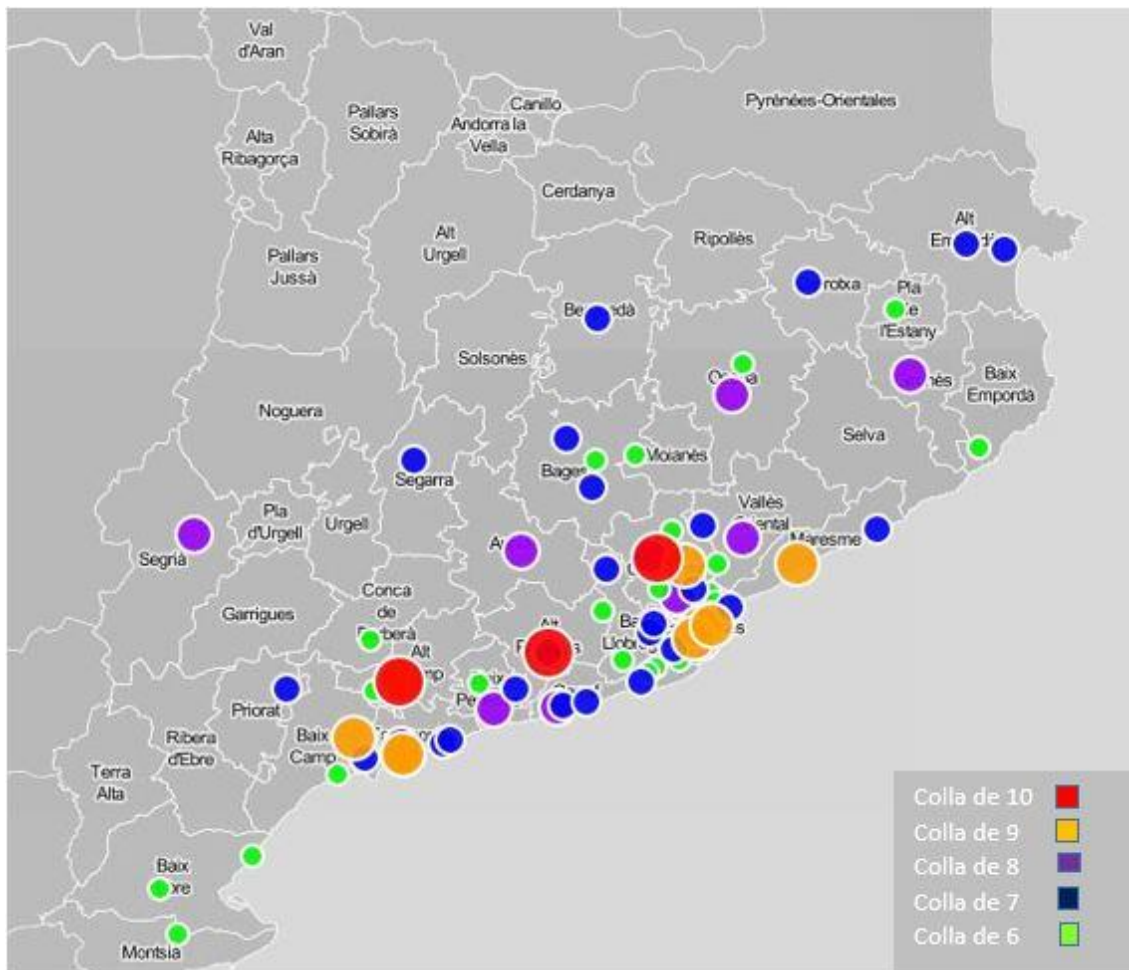 Val
d'Aran
Pallars
Sobirà
Canillo
Andorra la
Vella
Pyrénées-Orientales
Alta
Ribagorça
Cerdanya
Ripollès
Alt
Alt
Urgell
Pallars
Jussà
Pla
l'Estany
Solsonès
Baix
Empordà
Noguera
Selva
Moianès
Bages
Segarra
Vallès
Pla
d'Urgell
Urgell
Maresme
Segrià
Conca
de
Garrigues
Alt
Alt
Priorat
Ribera
d'Ebre
Baix
Camp
Terra
Alta
Baix
Montsià
Colla de 10
Colla de 9
Colla de 8
Colla de 7
Colla de 6